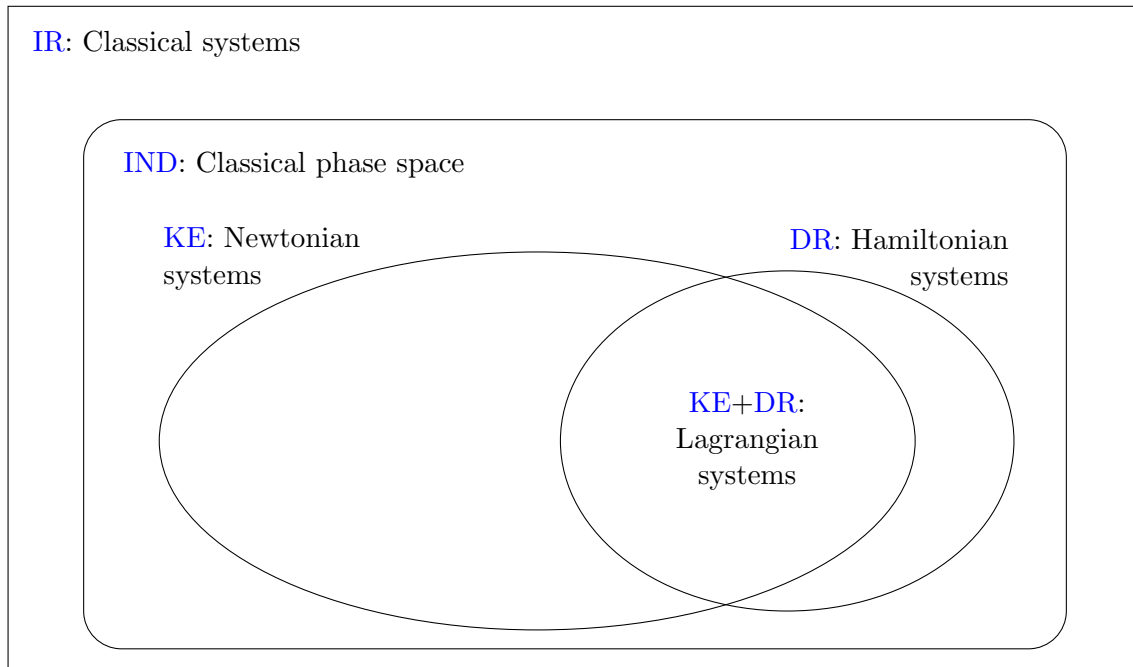 IR: Classical systems
IND: Classical phase space
KE: Newtonian
systems
DR: Hamiltonian
systems
KE+DR:
Lagrangian
systems